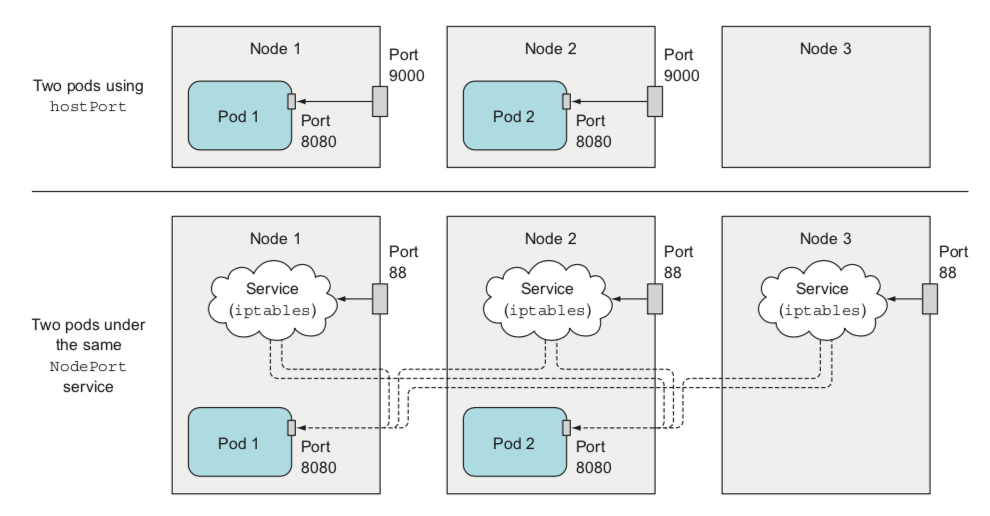 Two pods using
hostPort
Node 1
Port
9000
Pod 1
Port
8080
Node 2
Port
9000
Pod 2
Port
8080
Node 3
Two pods under
the same
NodePort
service
Node 1
Port
88
Service
(iptables)
Pod 1
Port
8080
Node 2
Port
88
Service
(iptables)
Pod 2
Port
8080
Node 3
Port
88
Service
(iptables)